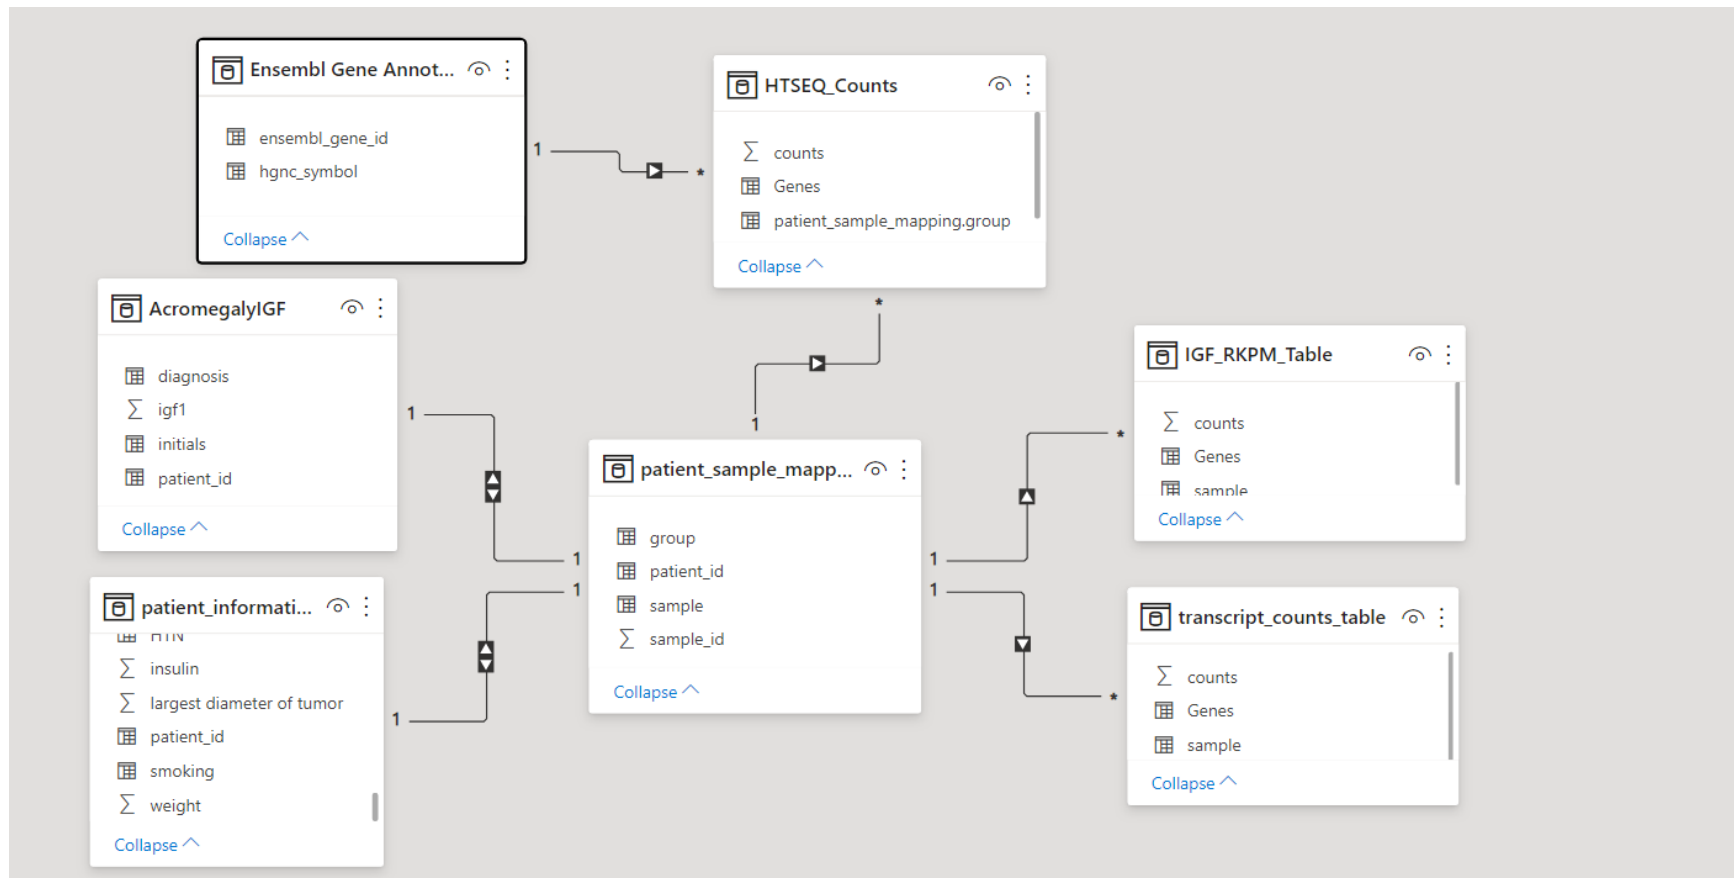 Ensembl Gene Annot...
ensembl_gene_id
hgnc_symbol
Collapse
1
*
HTSEQ_Counts
counts
Genes
patient_sample_mapping.group
Collapse
*
1
AcromegalyIGF
diagnosis
igf1
initials
patient_id
Collapse
1
1
patient_informati...
HTN
insulin
largest diameter of tumor
patient_id
smoking
weight
Collapse
1
1
patient_sample_mapp...
group
patient_id
sample
sample_id
Collapse
1
*
1
*
IGF_RKPM_Table
counts
Genes
sample
Collapse
transcript_counts_table
counts
Genes
sample
Collapse